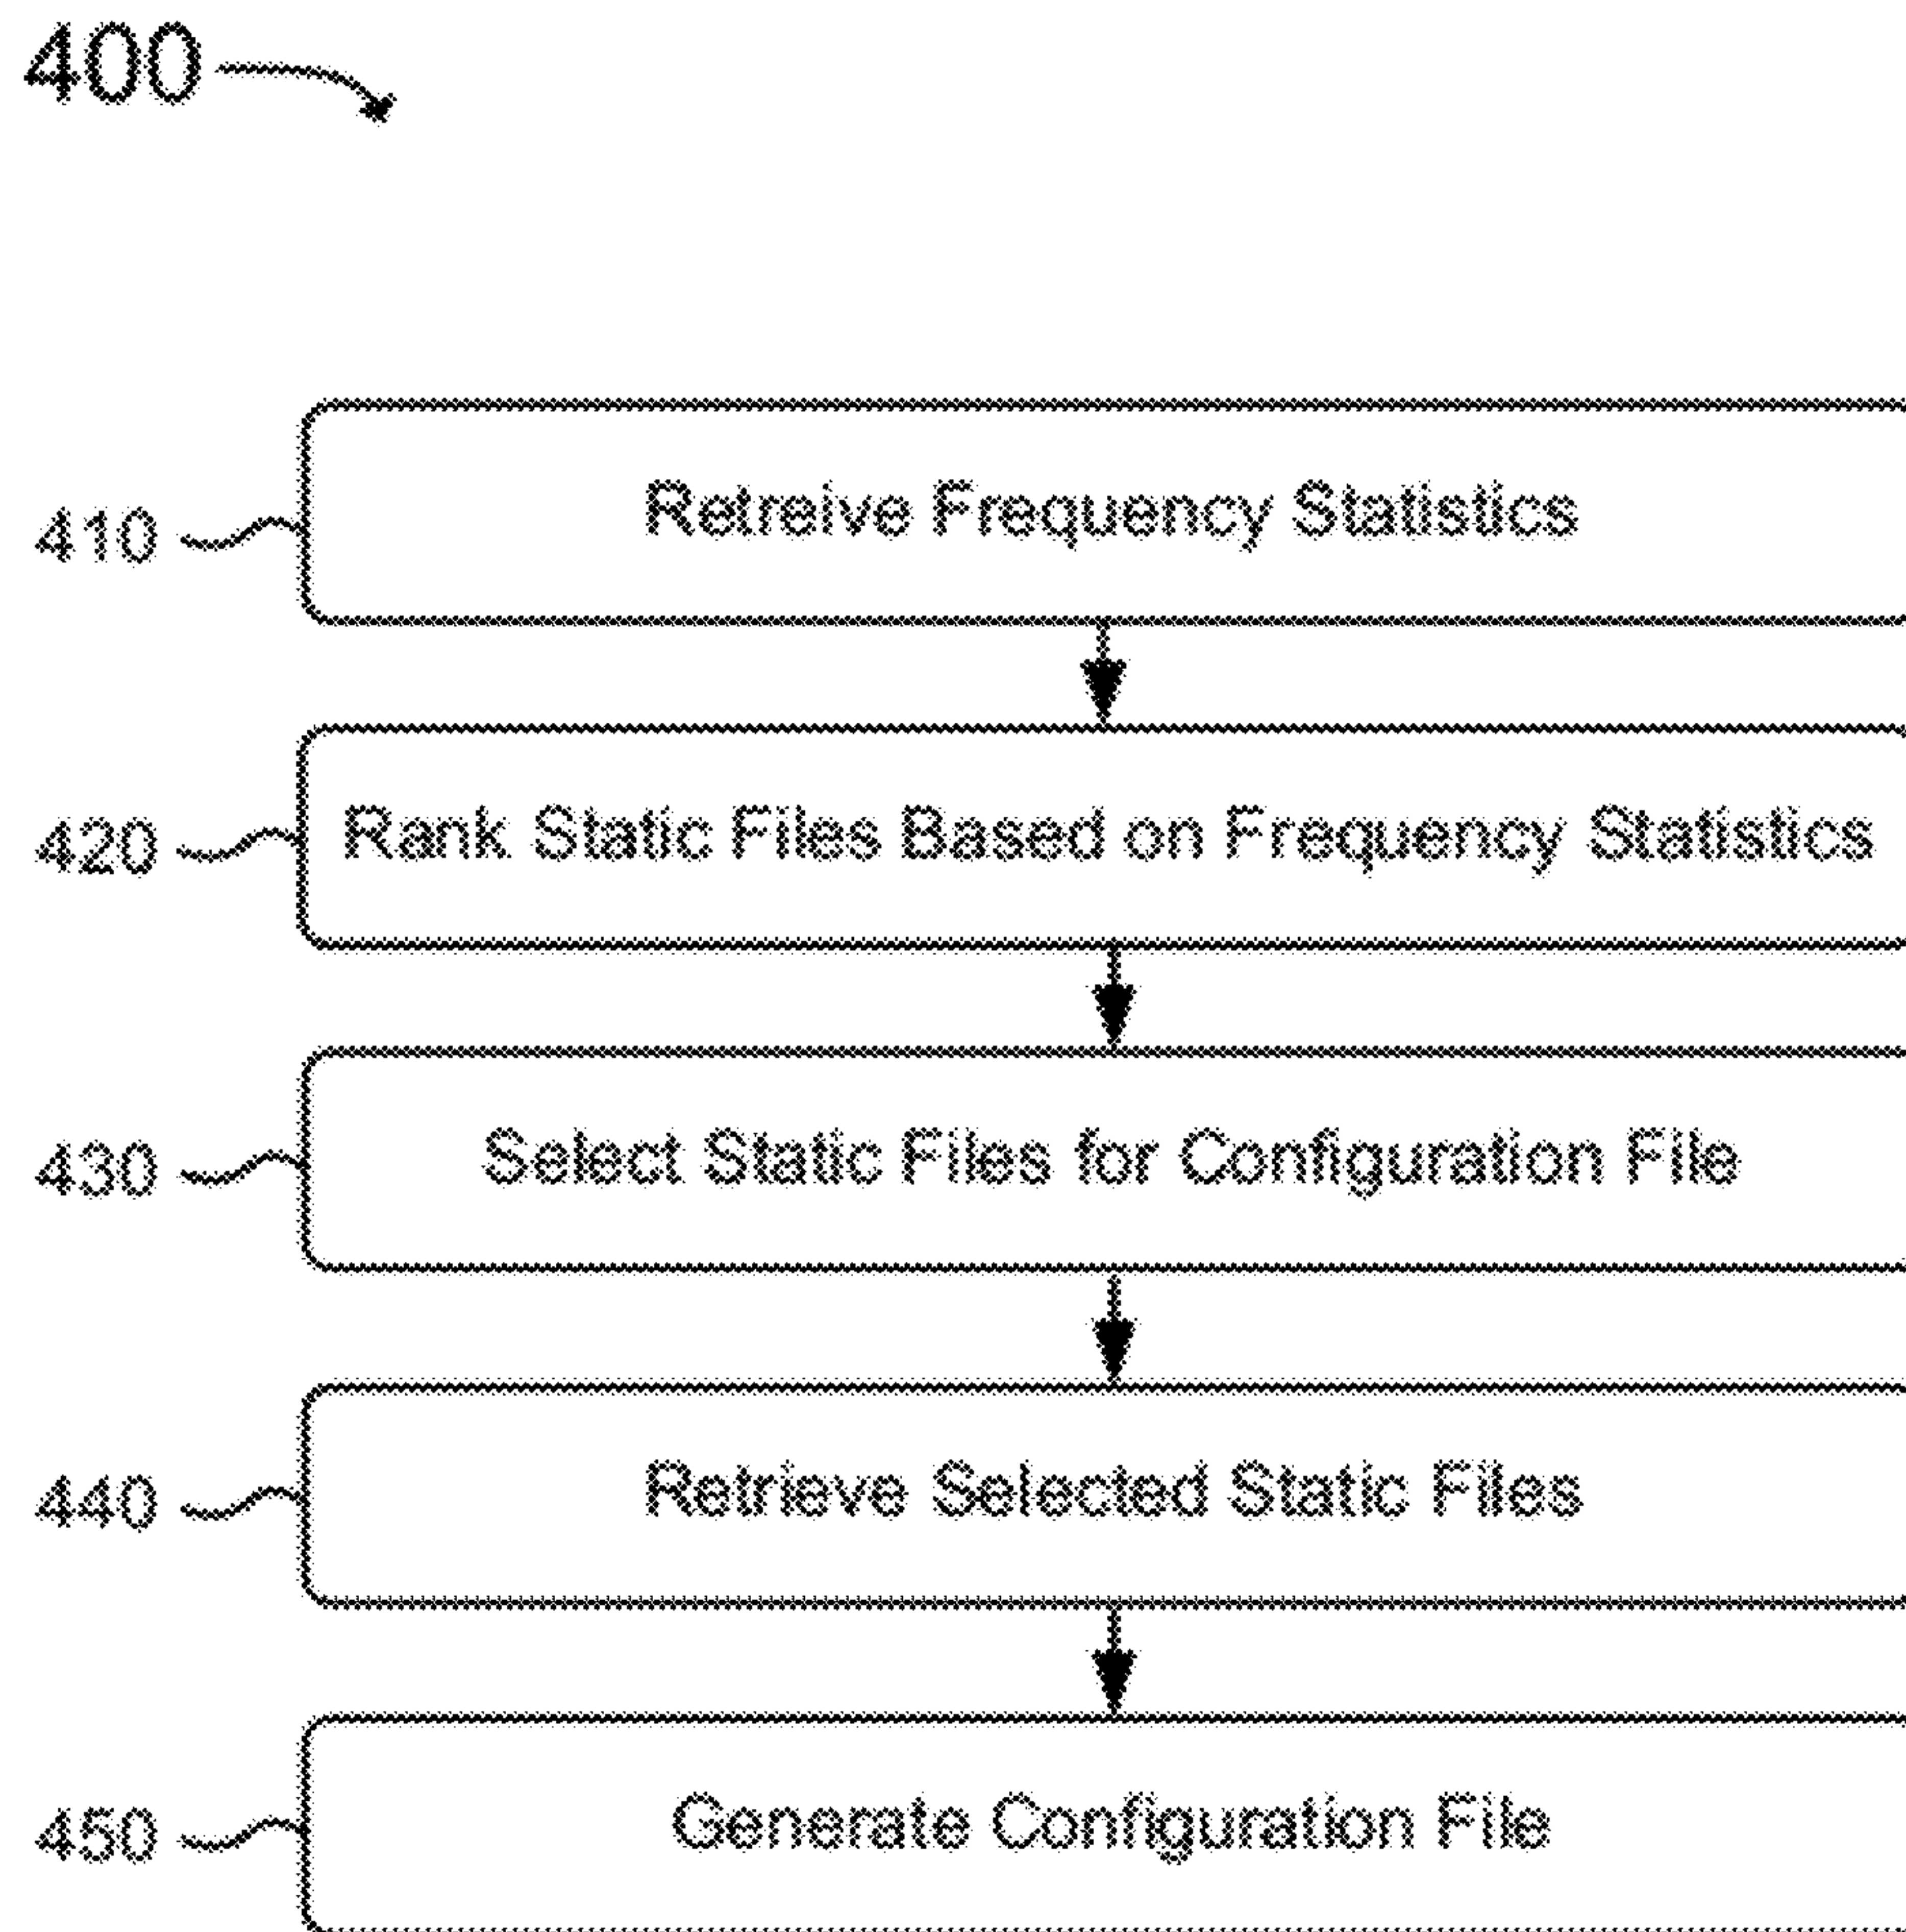 400
410 Retreive Frequency Statistics
420 Rank Static Files Based on Frequency Statistics
430 Select Static Files for Configuration File
440 Retrieve Selected Static Files
450 Generate Configuration File